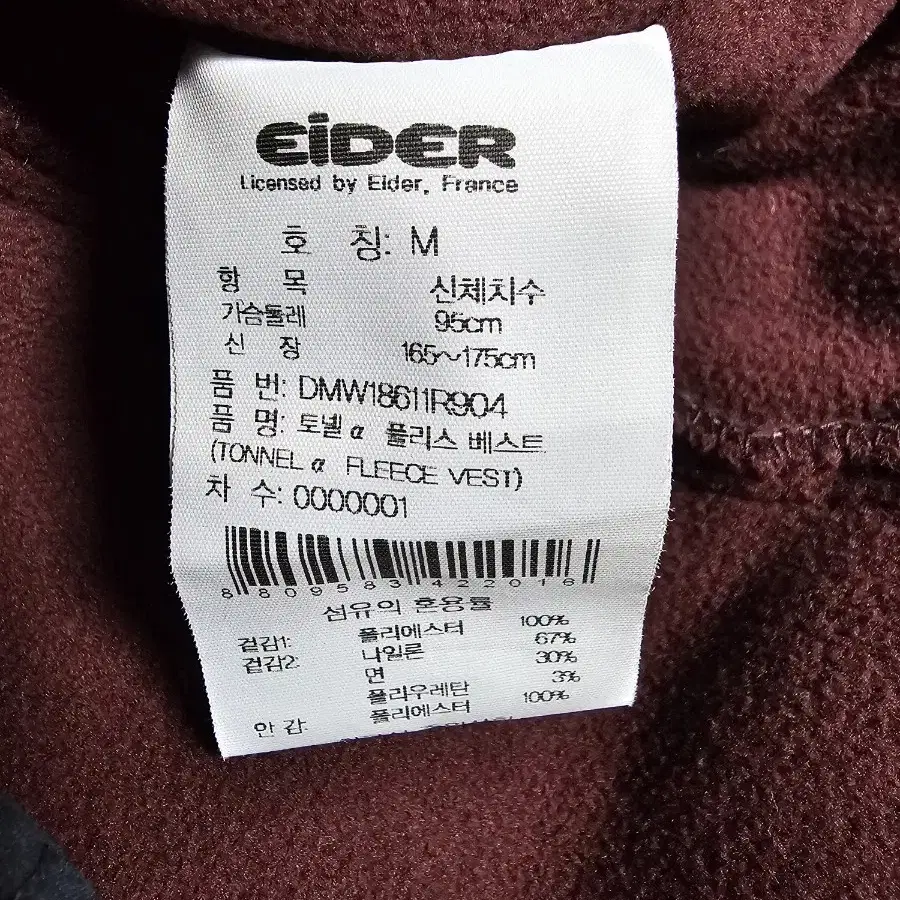 EiDER
Licensed by Eider, France
호 칭: M
항 목 신체치수
가슴둘레 95cm
신 장 165~175cm
품 번: DMW18611R904
품 명: 토넬α 플리스 베스트
(TONNEL α FLEECE VEST)
차 수: 0000001
8809583422018
섬유의 혼용률
겉감1: 폴리에스터 100%
겉감2: 나일론 67%
면 30%
폴리우레탄 3%
안 감: 폴리에스터 100%